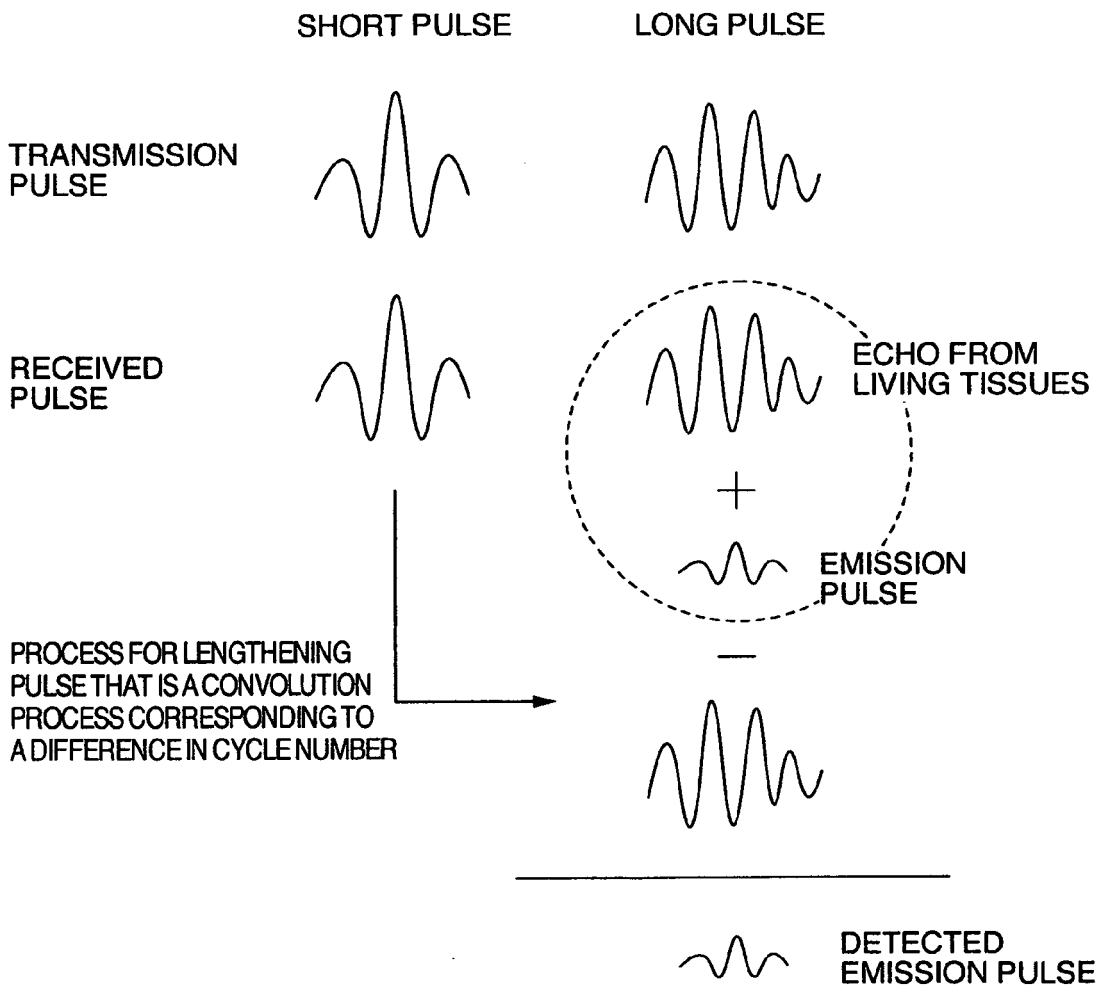 SHORT PULSE
LONG PULSE
TRANSMISSION
PULSE
RECEIVED
PULSE
ECHO FROM
LIVING TISSUES
EMISSION
PULSE
PROCESS FOR LENGTHENING
PULSE THAT IS A CONVOLUTION
PROCESS CORRESPONDING TO
A DIFFERENCE IN CYCLE NUMBER
DETECTED
EMISSION PULSE